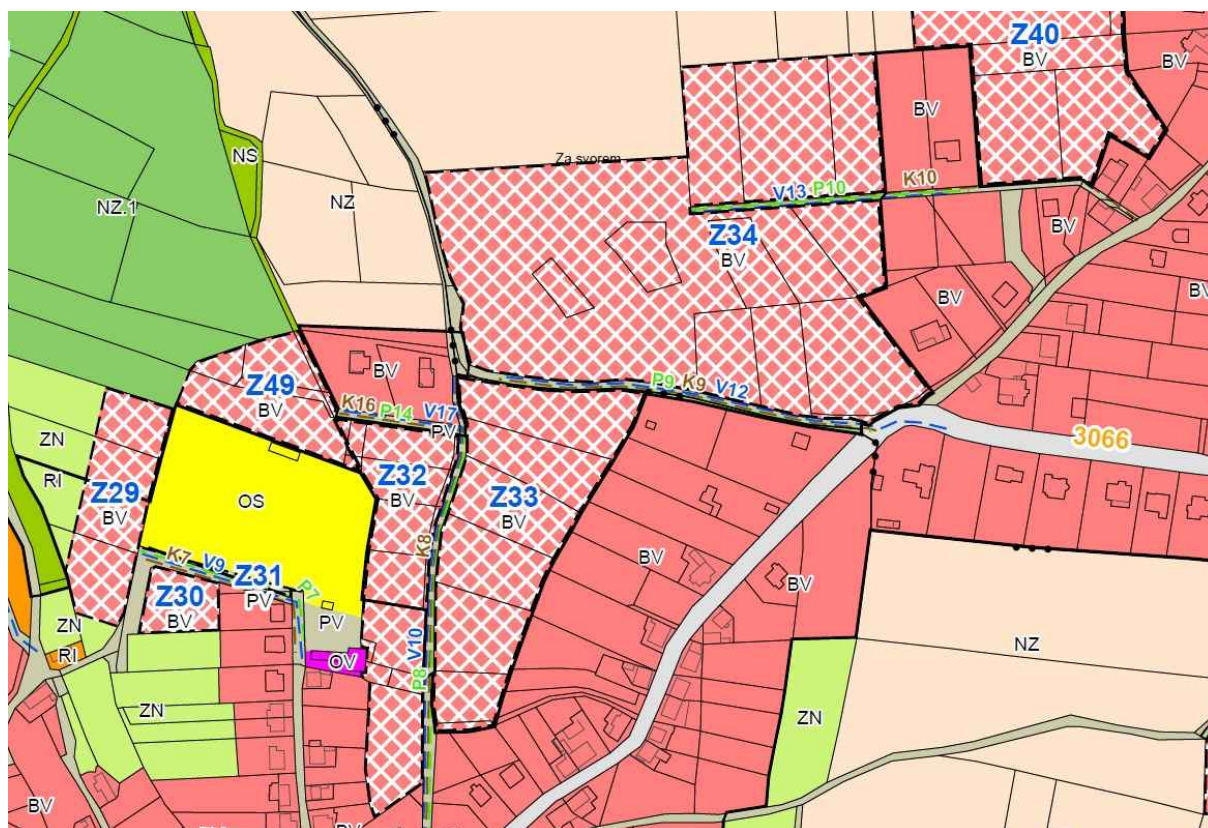 Z40
BV
BV
BV
NS
Za svorem
NZ
NZ.1
V13 P10
K10
Z34
BV
BV
BV
BV
BV
P9 K9 V12
Z49
BV
K16 P14 V17
PV
3066
ZN
RI
Z29
BV
OS
Z32
BV
Z33
BV
K8
K7 V9
Z31
PV
P7
BV
BV
Z30
BV
ZN
RI
PV
OV
V10
P8
NZ
ZN
ZN
BV
BV